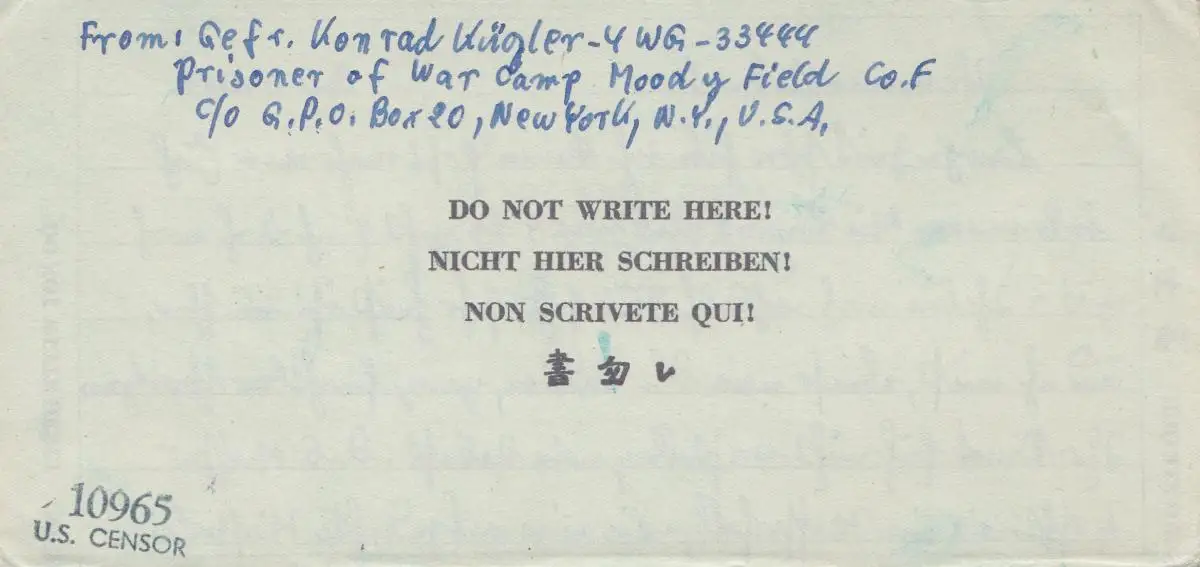 From: Gefr. Konrad Kügler-4 WG-33444
Prisoner of War Camp Moody Field Co.F
c/o G.P.O. Box 20, New York, N.Y., U.S.A.
DO NOT WRITE HERE!
NICHT HIER SCHREIBEN!
NON SCRIVETE QUI!
書勿レ
10965
U.S. CENSOR